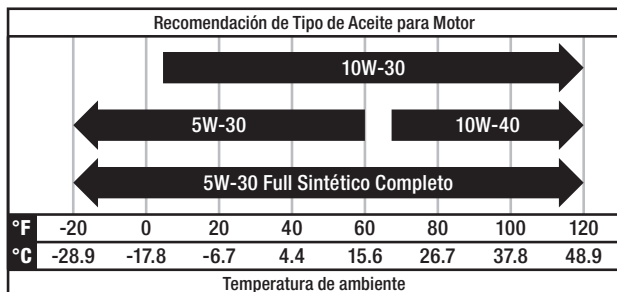 Recomendación de Tipo de Aceite para Motor
10W-30
5W-30 10W-40
5W-30 Full Sintético Completo
°F -20 0 20 40 60 80 100 120
°C -28.9 -17.8 -6.7 4.4 15.6 26.7 37.8 48.9
Temperatura de ambiente